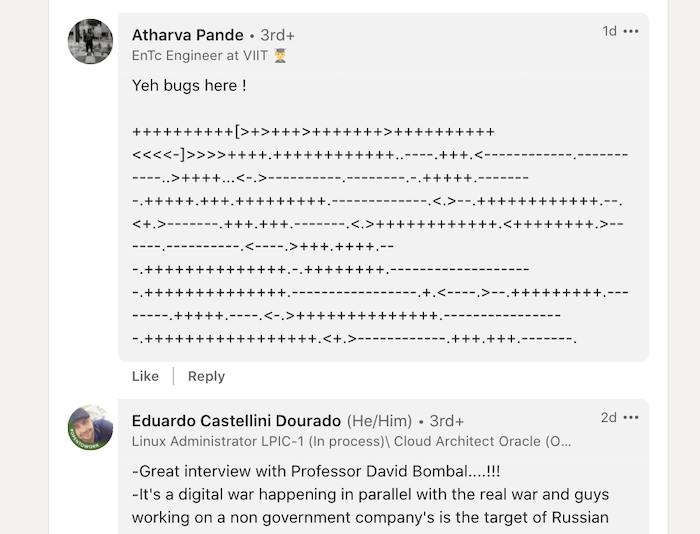 Atharva Pande • 3rd+
1d •••
EnTc Engineer at VIIT 👨‍🎓
Yeh bugs here !
++++++++++[>+>+++>+++++++>++++++++++
<<<<-]>>>>++++.++++++++++++..----.+++.<------------.-------
----..>++++...<-.>----------.--------.-.+++++.-------
-.+++++.+++.+++++++++.-------------.<.>--.++++++++++++.--.
<+.>-------.+++.+++.-------.<.>++++++++++++.<++++++++.>--
----.----------.<----.>+++.++++.--
-.++++++++++++++.-.++++++++.-------------------
-.++++++++++++++.-----------------.+.<----.>--.+++++++++.---
-----.+++++.----.<-.>++++++++++++++.----------------
-.+++++++++++++++++.<+.>------------.+++.+++.-------.
Like | Reply
Eduardo Castellini Dourado (He/Him) • 3rd+
2d •••
Linux Administrator LPIC-1 (In process)\ Cloud Architect Oracle (O...
-Great interview with Professor David Bombal....!!!
-It's a digital war happening in parallel with the real war and guys
working on a non government company's is the target of Russian